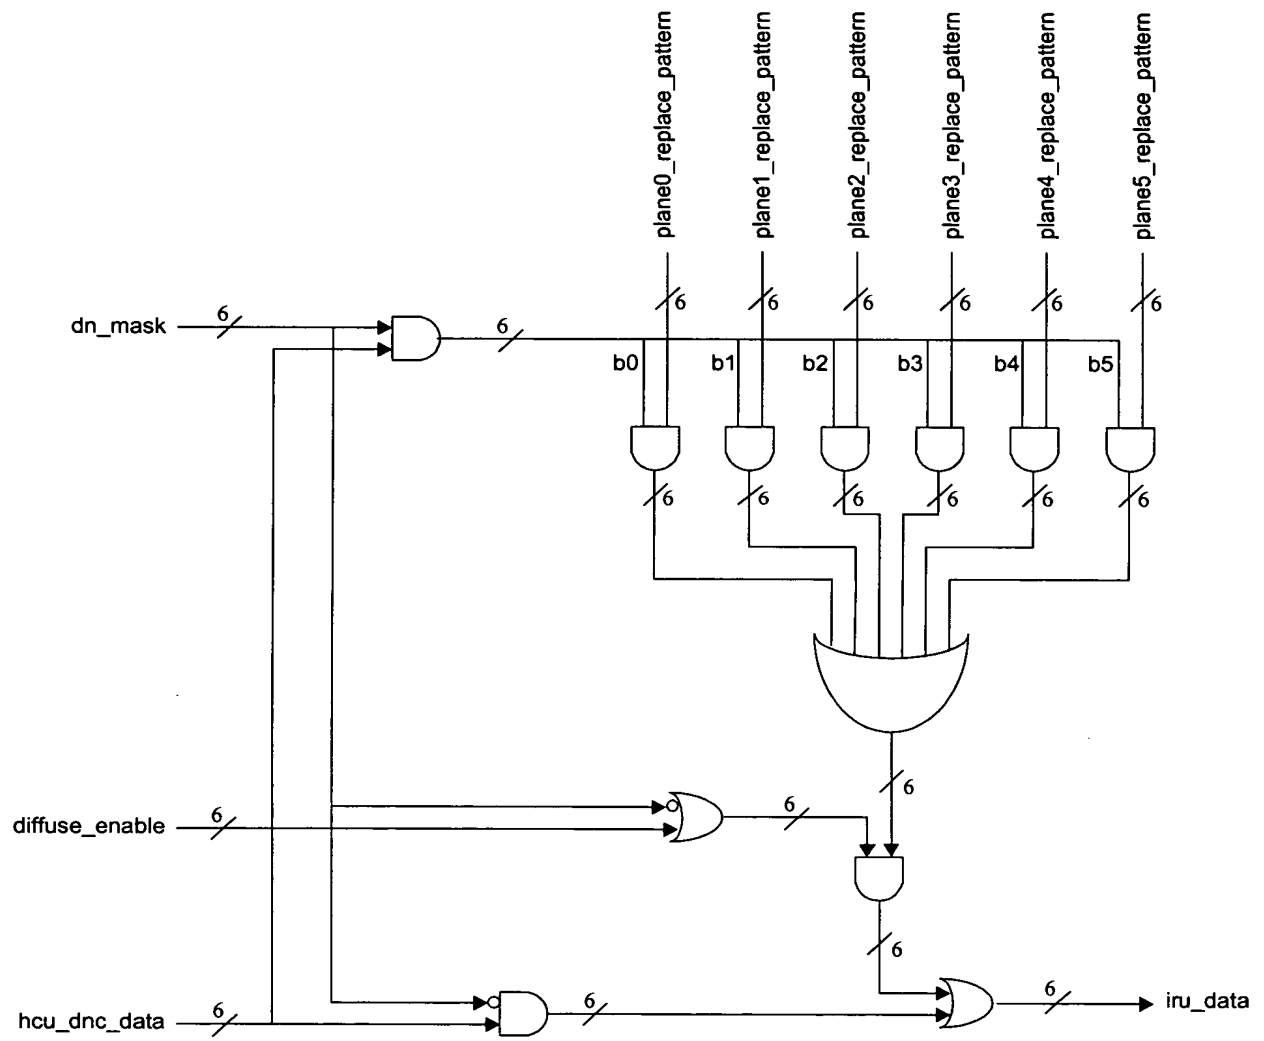 plane0_replace_pattern
plane1_replace_pattern
plane2_replace_pattern
plane3_replace_pattern
plane4_replace_pattern
plane5_replace_pattern
6 6 6 6 6 6
dn_mask 6 6
b0 b1 b2 b3 b4 b5
6 6 6 6 6 6
6
diffuse_enable 6 6
6
hcu_dnc_data 6 6 6 iru_data